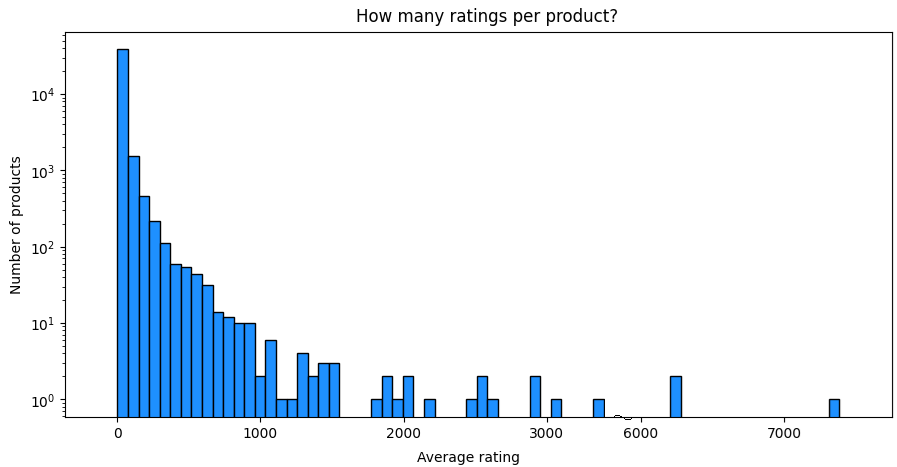 How many ratings per product?
Number of products
10⁴
10³
10²
10¹
10⁰
0 1000 2000 3000 6000 7000
Average rating